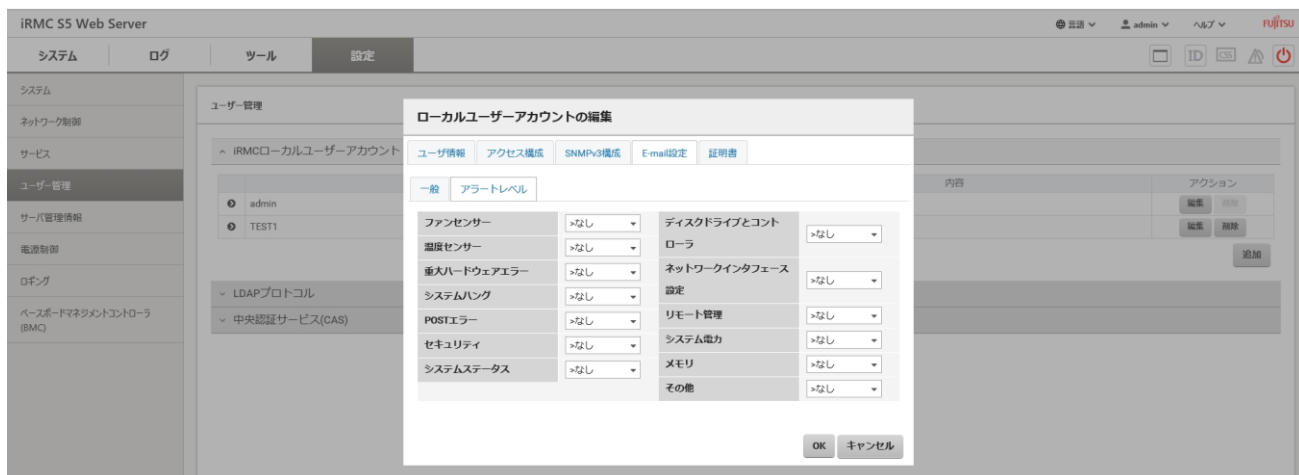 iRMC S5 Web Server
言語
admin
ヘルプ
FUJITSU
システム
ログ
ツール
設定
ID
CSS
システム
ネットワーク制御
サービス
ユーザー管理
サーバ管理情報
電源制御
ロギング
ベースボードマネジメントコントローラ
(BMC)
ユーザー管理
iRMCローカルユーザーアカウント
内容
アクション
admin
編集
削除
TEST1
編集
削除
追加
LDAPプロトコル
中央認証サービス(CAS)
ローカルユーザーアカウントの編集
ユーザ情報
アクセス構成
SNMPv3構成
E-mail設定
証明書
一般
アラートレベル
ファンセンサー
>なし
温度センサー
>なし
重大ハードウェアエラー
>なし
システムハング
>なし
POSTエラー
>なし
セキュリティ
>なし
システムステータス
>なし
ディスクドライブとコント
ローラ
>なし
ネットワークインタフェース
設定
>なし
リモート管理
>なし
システム電力
>なし
メモリ
>なし
その他
>なし
OK
キャンセル